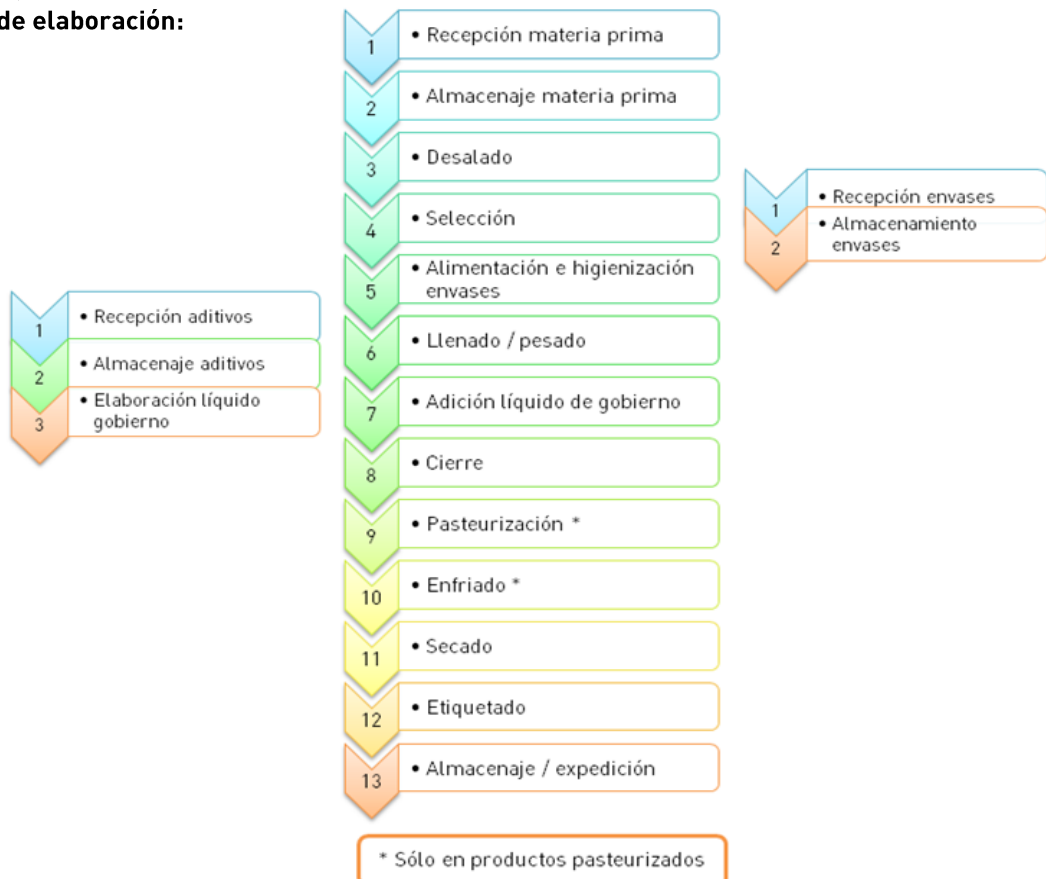 de elaboración:
1
• Recepción materia prima
2
• Almacenaje materia prima
3
• Desalado
4
• Selección
5
• Alimentación e higienización
envases
6
• Llenado / pesado
7
• Adición líquido de gobierno
8
• Cierre
9
• Pasteurización *
10
• Enfriado *
11
• Secado
12
• Etiquetado
13
• Almacenaje / expedición
* Sólo en productos pasteurizados
1
• Recepción aditivos
2
• Almacenaje aditivos
3
• Elaboración líquido
gobierno
1
• Recepción envases
2
• Almacenamiento
envases